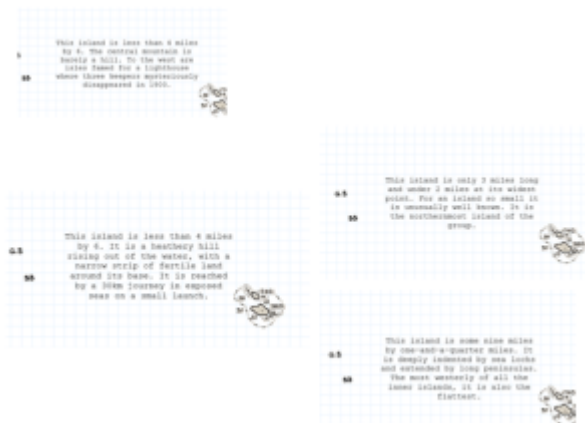 This island is less than 4 miles
by 4. The central mountain is
barely a hill. To the west are
isles famed for a lighthouse
where three keepers mysteriously
disappeared in 1900.
This island is only 3 miles long
and under 2 miles at its widest
point. For an island so small it
is unusually well known. It is
the northernmost island of the
group.
This island is less than 4 miles
by 6. It is a heathery hill
rising out of the water, with a
narrow strip of fertile land
around its base. It is reached
by a 30km journey in exposed
seas on a small launch.
This island is some nine miles
by one-and-a-quarter miles. It
is deeply indented by sea lochs
and extended by long peninsulas.
The most westerly of all the
inner islands, it is also the
flattest.